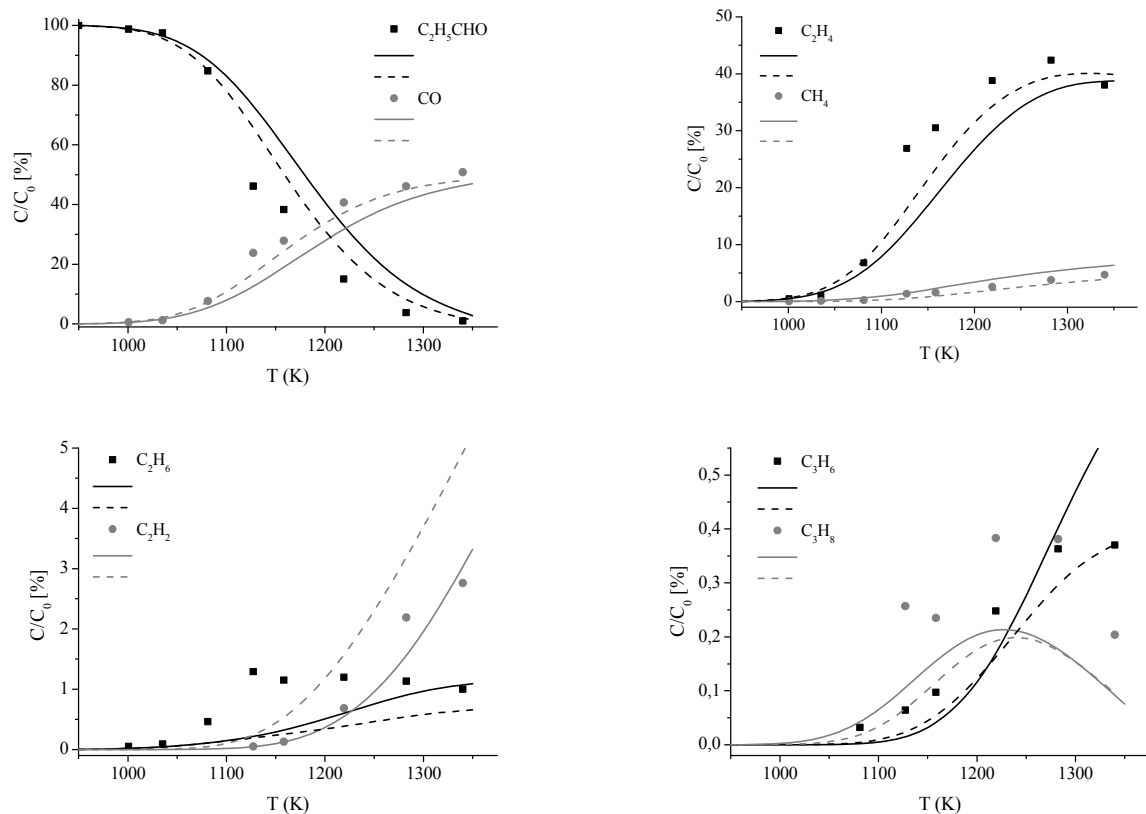 100
80
60
40
20
0
C/C₀ [%]
C₂H₅CHO
CO
1000
1100
1200
1300
T (K)
50
40
30
20
10
0
C/C₀ [%]
C₂H₄
CH₄
1000
1100
1200
1300
T (K)
5
4
3
2
1
0
C/C₀ [%]
C₂H₆
C₂H₂
1000
1100
1200
1300
T (K)
0,5
0,4
0,3
0,2
0,1
0,0
C/C₀ [%]
C₃H₆
C₃H₈
1000
1100
1200
1300
T (K)